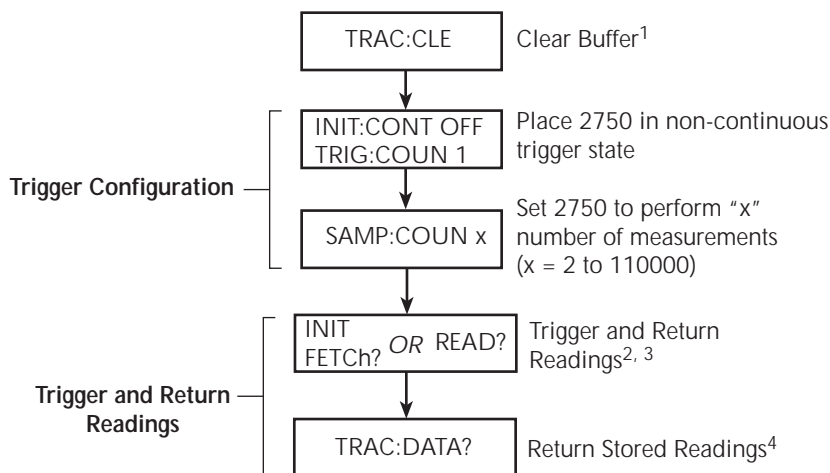 TRAC:CLE
Clear Buffer1
INIT:CONT OFF
TRIG:COUN 1
Place 2750 in non-continuous
trigger state
Trigger Configuration
SAMP:COUN x
Set 2750 to perform “x”
number of measurements
(x = 2 to 110000)
INIT
FETCh? OR READ?
Trigger and Return
Readings2, 3
Trigger and Return
Readings
TRAC:DATA?
Return Stored Readings4